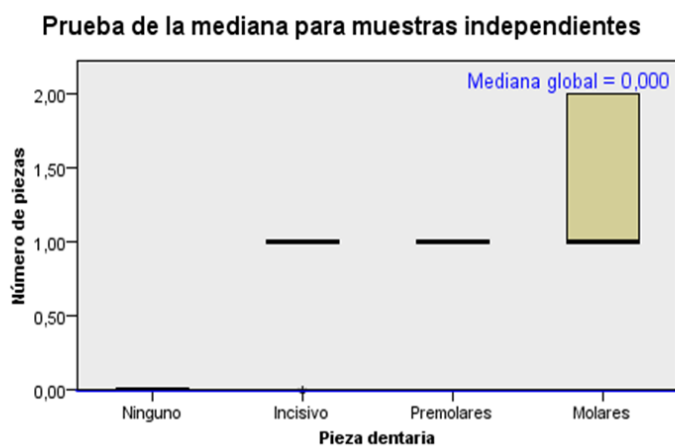 Prueba de la mediana para muestras independientes
Mediana global = 0,000
Número de piezas
2,00
1,50
1,00
0,50
0,00
Ninguno Incisivo Premolares Molares
Pieza dentaria